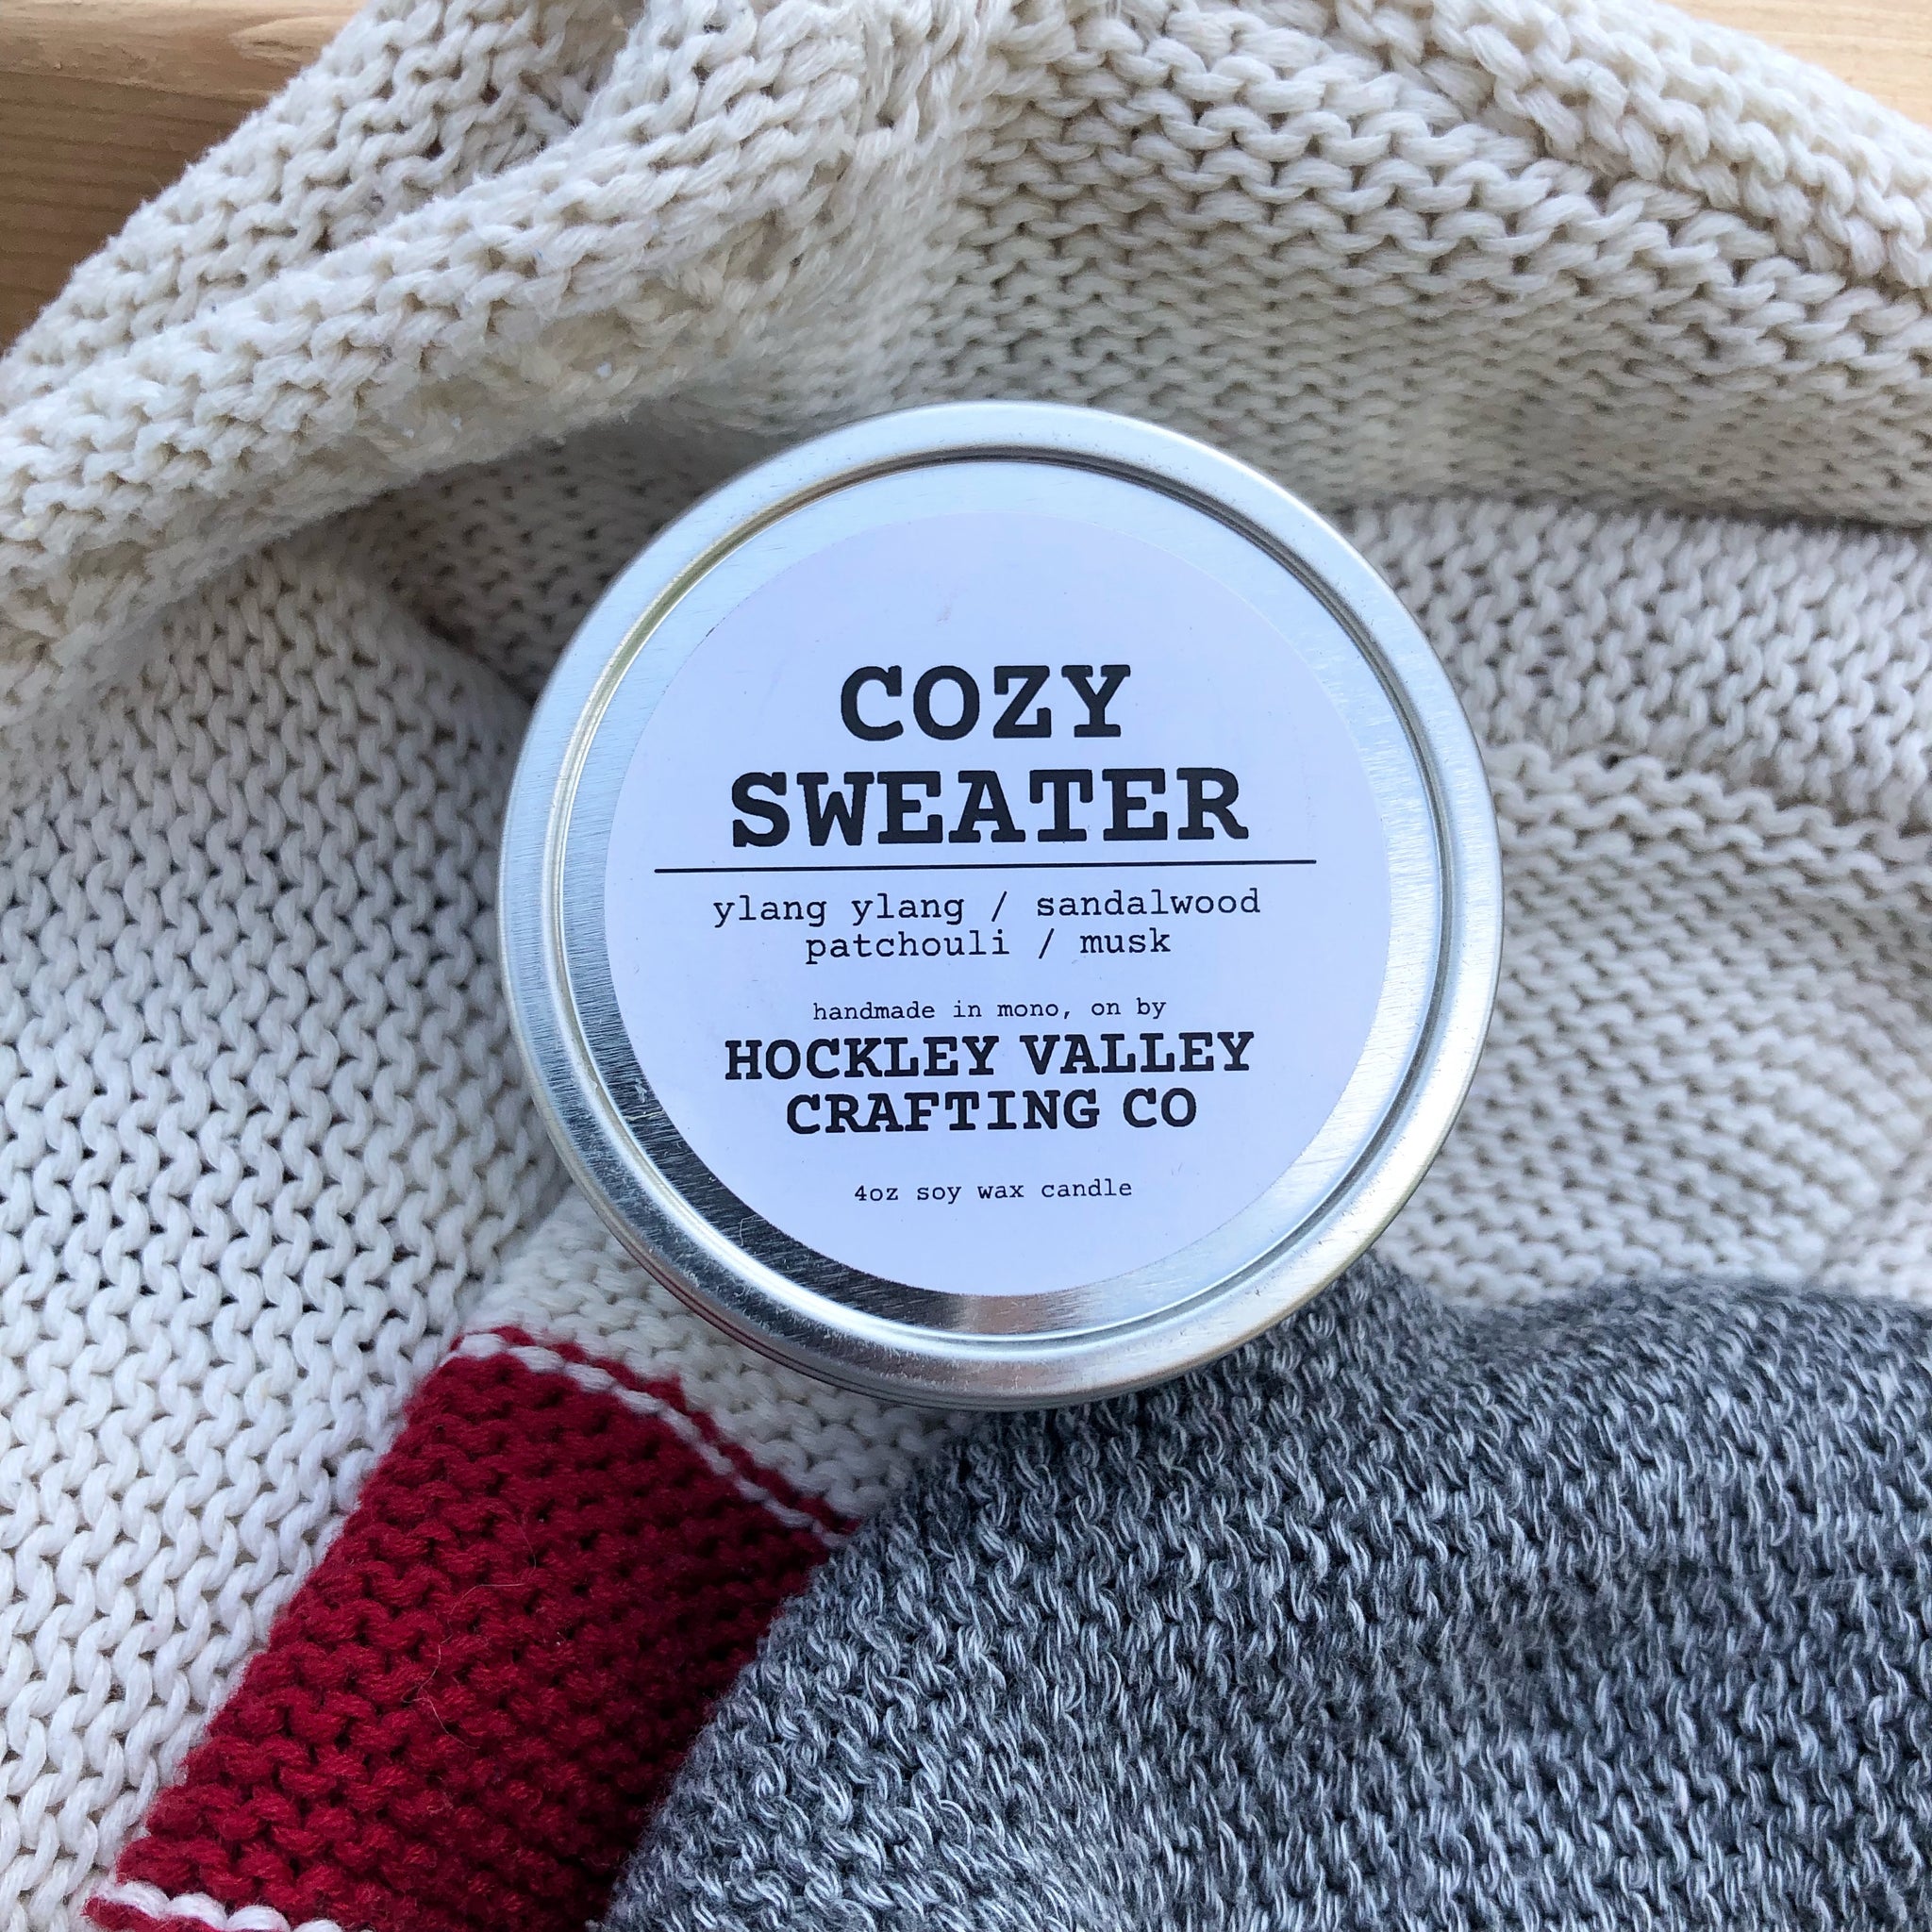 COZY
SWEATER
ylang ylang / sandalwood
patchouli / musk
handmade in mono, on by
HOCKLEY VALLEY
CRAFTING CO
4oz soy wax candle